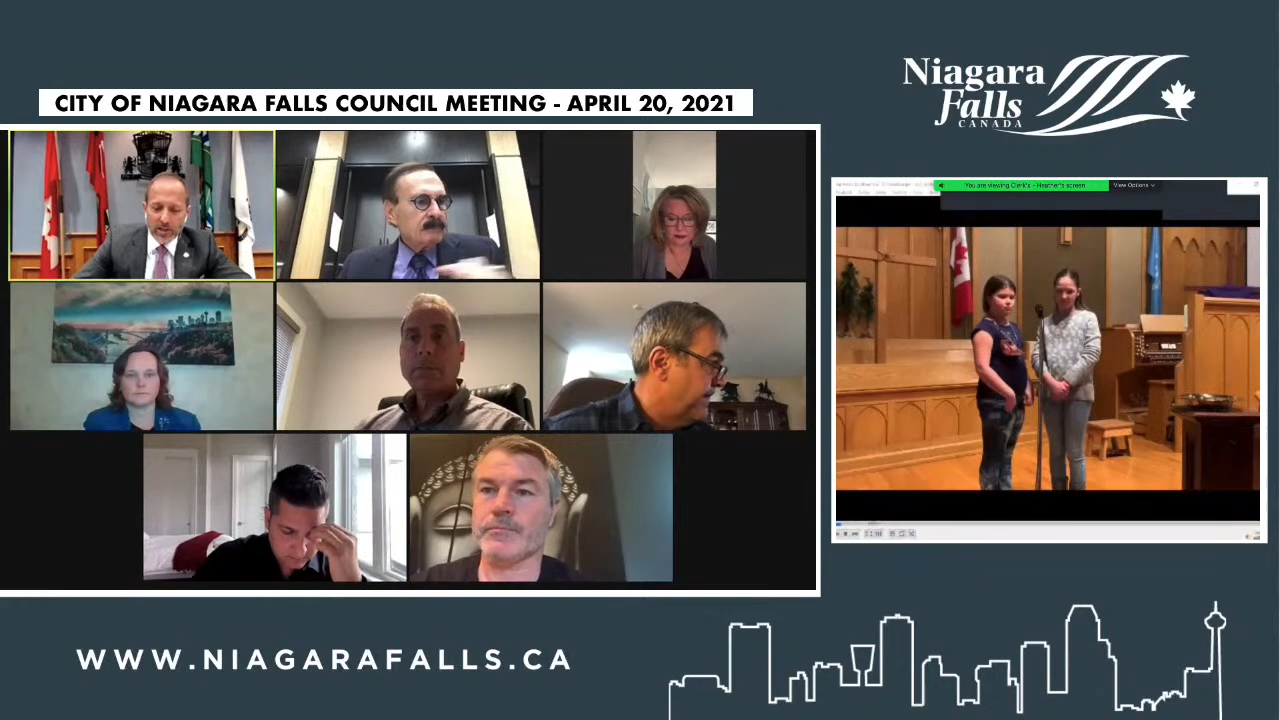 CITY OF NIAGARA FALLS COUNCIL MEETING - APRIL 20, 2021
Niagara
Falls
CANADA
You are viewing Clerk's - Heather's screen
View Options
WWW.NIAGARAFALLS.CA